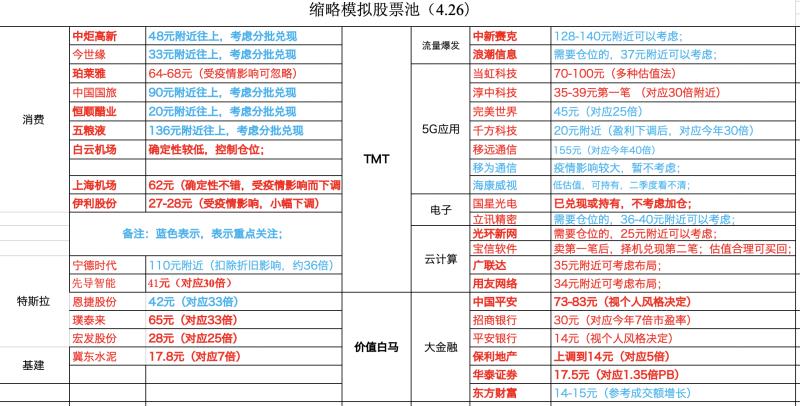 缩略模拟股票池（4.26）
消费
中炬高新 48元附近往上，考虑分批兑现
今世缘 33元附近往上，考虑分批兑现
珀莱雅 64-68元（受疫情影响可忽略）
中国国旅 90元附近往上，考虑分批兑现
恒顺醋业 20元附近往上，考虑分批兑现
五粮液 136元附近往上，考虑分批兑现
白云机场 确定性较低，控制仓位；
上海机场 62元（确定性不错，受疫情影响而下调
伊利股份 27-28元（受疫情影响，小幅下调）
备注：蓝色表示，表示重点关注；
特斯拉
宁德时代 110元附近（扣除折旧影响，约36倍）
先导智能 41元（对应30倍）
恩捷股份 42元（对应33倍）
璞泰来 65元（对应33倍）
宏发股份 28元（对应25倍）
基建
冀东水泥 17.8元（对应7倍）
TMT
流量爆发
中新赛克 128-140元附近可以考虑；
浪潮信息 需要仓位的，37元附近可以考虑；
5G应用
当虹科技 70-100元（多种估值法）
淳中科技 35-39元第一笔 （对应30倍附近）
完美世界 45元（对应25倍）
千方科技 20元附近（盈利下调后，对应今年30倍）
移远通信 155元（对应今年40倍）
移为通信 疫情影响较大，暂不考虑；
海康威视 低估值，可持有，二季度看不清；
电子
国星光电 已兑现或持有，不考虑加仓；
立讯精密 需要仓位的，36-40元附近可以考虑；
云计算
光环新网 需要仓位的，25元附近可以考虑；
宝信软件 卖第一笔后，择机兑现第二笔；估值合理可买回；
广联达 35元附近可考虑布局；
用友网络 34元附近可考虑布局；
价值白马
大金融
中国平安 73-83元（视个人风格决定）
招商银行 30元（对应今年7倍市盈率）
平安银行 14元（视个人风格决定）
保利地产 上调到14元（对应5倍）
华泰证券 17.5元（对应1.35倍PB）
东方财富 14-15元（参考成交额增长）